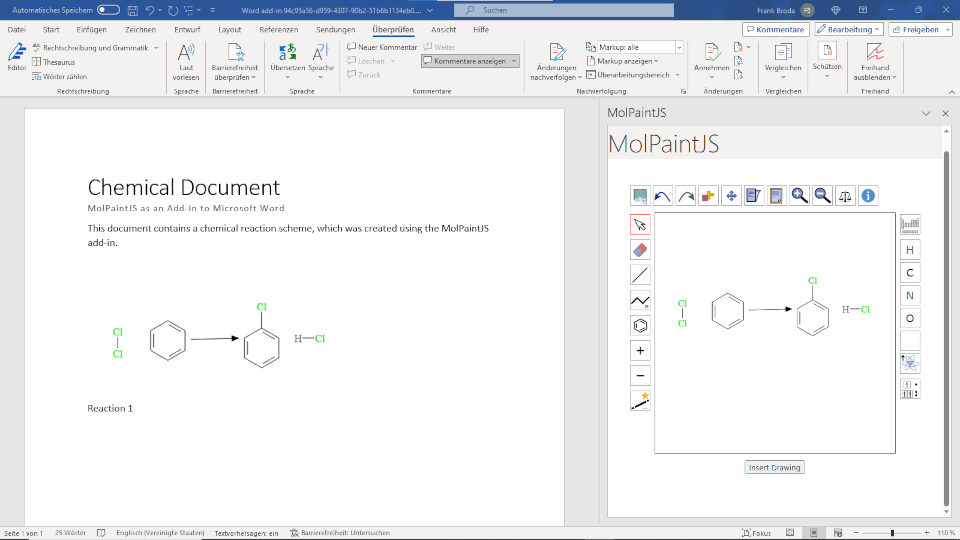 Automatisches Speichern
Word add-in 94c95a56-d959-4307-90b2-51b6b1134eb0....
Suchen
Frank Broda
FB
Datei Start Einfügen Zeichnen Entwurf Layout Referenzen Sendungen Überprüfen Ansicht Hilfe
Kommentare
Bearbeitung
Freigeben
Editor
Rechtschreibung und Grammatik
Thesaurus
Wörter zählen
Rechtschreibung
Laut vorlesen
Sprache
Barrierefreiheit überprüfen
Barrierefreiheit
Übersetzen
Sprache
Sprache
Neuer Kommentar
Löschen
Zurück
Weiter
Kommentare anzeigen
Kommentare
Änderungen nachverfolgen
Markup: alle
Markup anzeigen
Überarbeitungsbereich
Nachverfolgung
Annehmen
Änderungen
Vergleichen
Vergleichen
Schützen
Freihand ausblenden
Freihand
Chemical Document
MolPaintJS as an Add-In to Microsoft Word
This document contains a chemical reaction scheme, which was created using the MolPaintJS
add-in.
Cl
Cl
Cl
H Cl
Reaction 1
MolPaintJS
MolPaintJS
H
C
N
O
Cl
Cl
Cl
H Cl
Insert Drawing
Seite 1 von 1
25 Wörter
Englisch (Vereinigte Staaten)
Textvorhersagen: ein
Barrierefreiheit: Untersuchen
Fokus
110 %